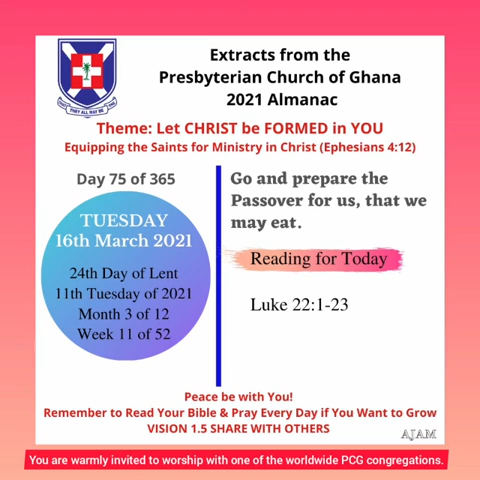 Extracts from the
Presbyterian Church of Ghana
2021 Almanac
THEY ALL MAY BE ONE
Theme: Let CHRIST be FORMED in YOU
Equipping the Saints for Ministry in Christ (Ephesians 4:12)
Day 75 of 365
TUESDAY
16th March 2021
24th Day of Lent
11th Tuesday of 2021
Month 3 of 12
Week 11 of 52
Go and prepare the
Passover for us, that we
may eat.
Reading for Today
Luke 22:1-23
Peace be with You!
Remember to Read Your Bible & Pray Every Day if You Want to Grow
VISION 1.5 SHARE WITH OTHERS
AJAM
You are warmly invited to worship with one of the worldwide PCG congregations.